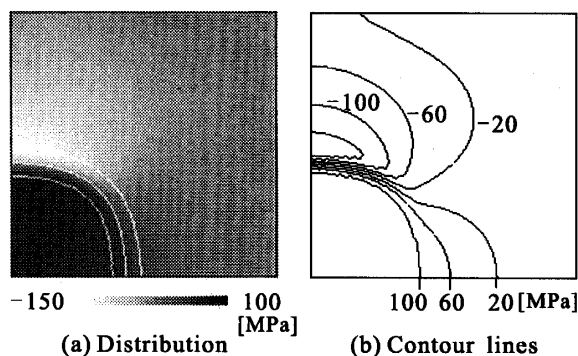 -150 100
[MPa]
(a) Distribution
-100
-60
-20
100 60 20 [MPa]
(b) Contour lines